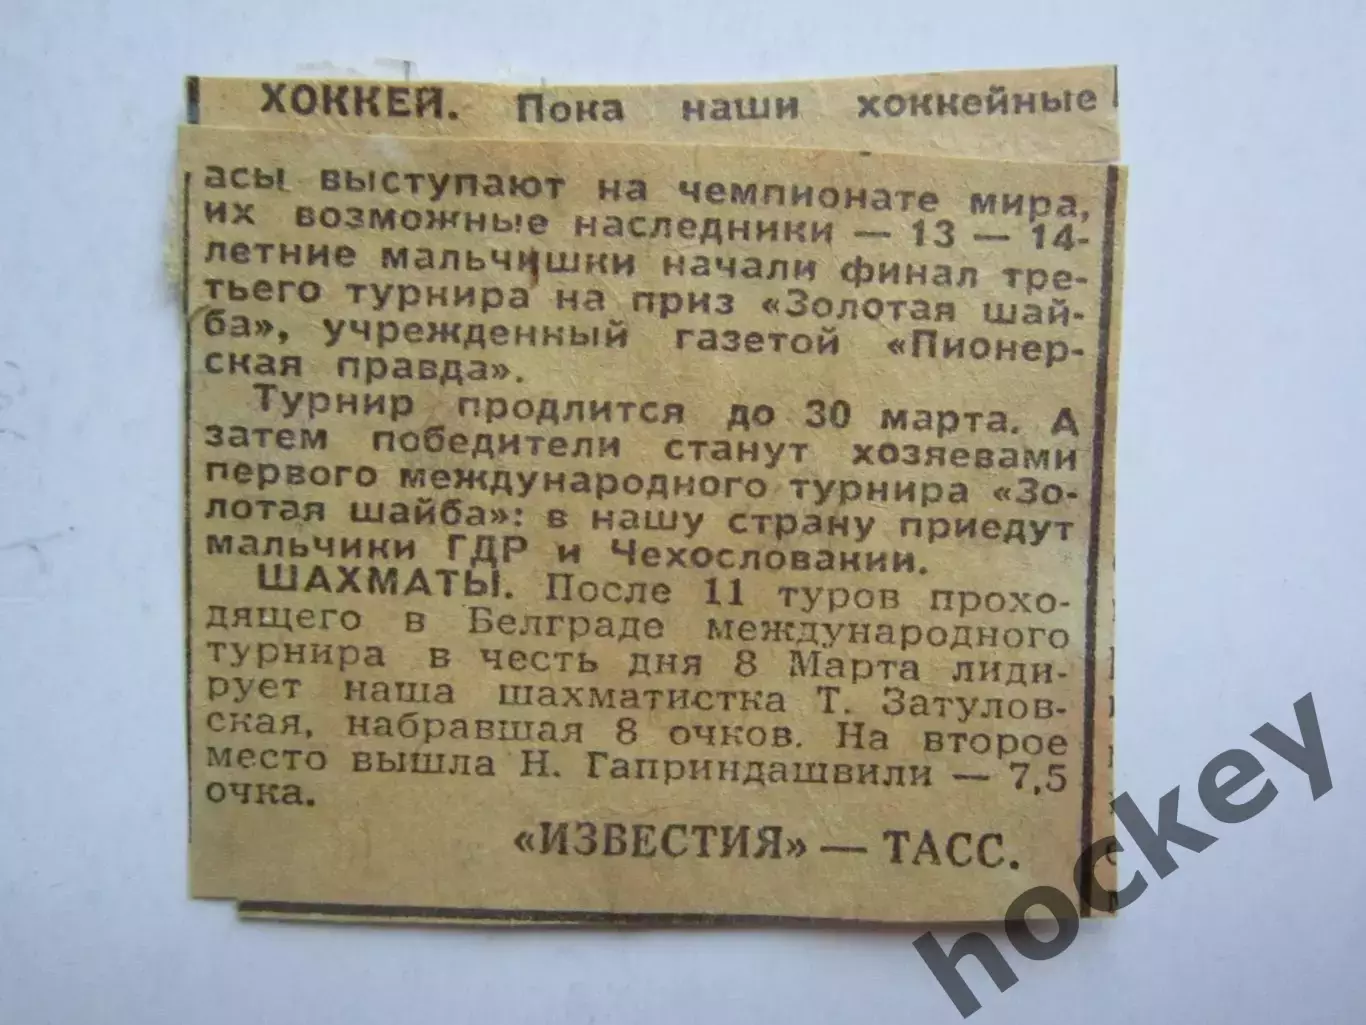 ХОККЕЙ. Пока наши хоккейные
асы выступают на чемпионате мира,
их возможные наследники — 13 — 14-
летние мальчишки начали финал тре-
тьего турнира на приз «Золотая шай-
ба», учрежденный газетой «Пионер-
ская правда».
Турнир продлится до 30 марта. А
затем победители станут хозяевами
первого международного турнира «Зо-
лотая шайба»: в нашу страну приедут
мальчики ГДР и Чехословакии.
ШАХМАТЫ. После 11 туров прохо-
дящего в Белграде международного
турнира в честь дня 8 Марта лиди-
рует наша шахматистка Т. Затулов-
ская, набравшая 8 очков. На второе
место вышла Н. Гаприндашвили — 7,5
очка.
«ИЗВЕСТИЯ» — ТАСС.
hockey